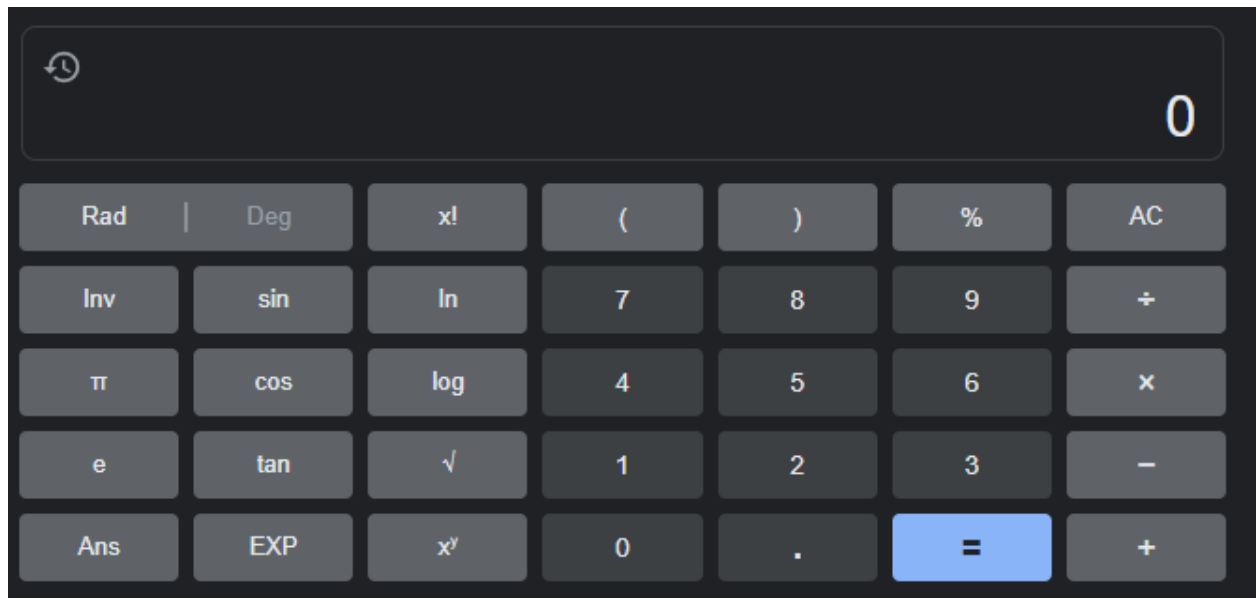 0
Rad | Deg x! ( ) % AC
Inv sin ln 7 8 9 ÷
π cos log 4 5 6 ×
e tan √ 1 2 3 −
Ans EXP xʸ 0 . = +